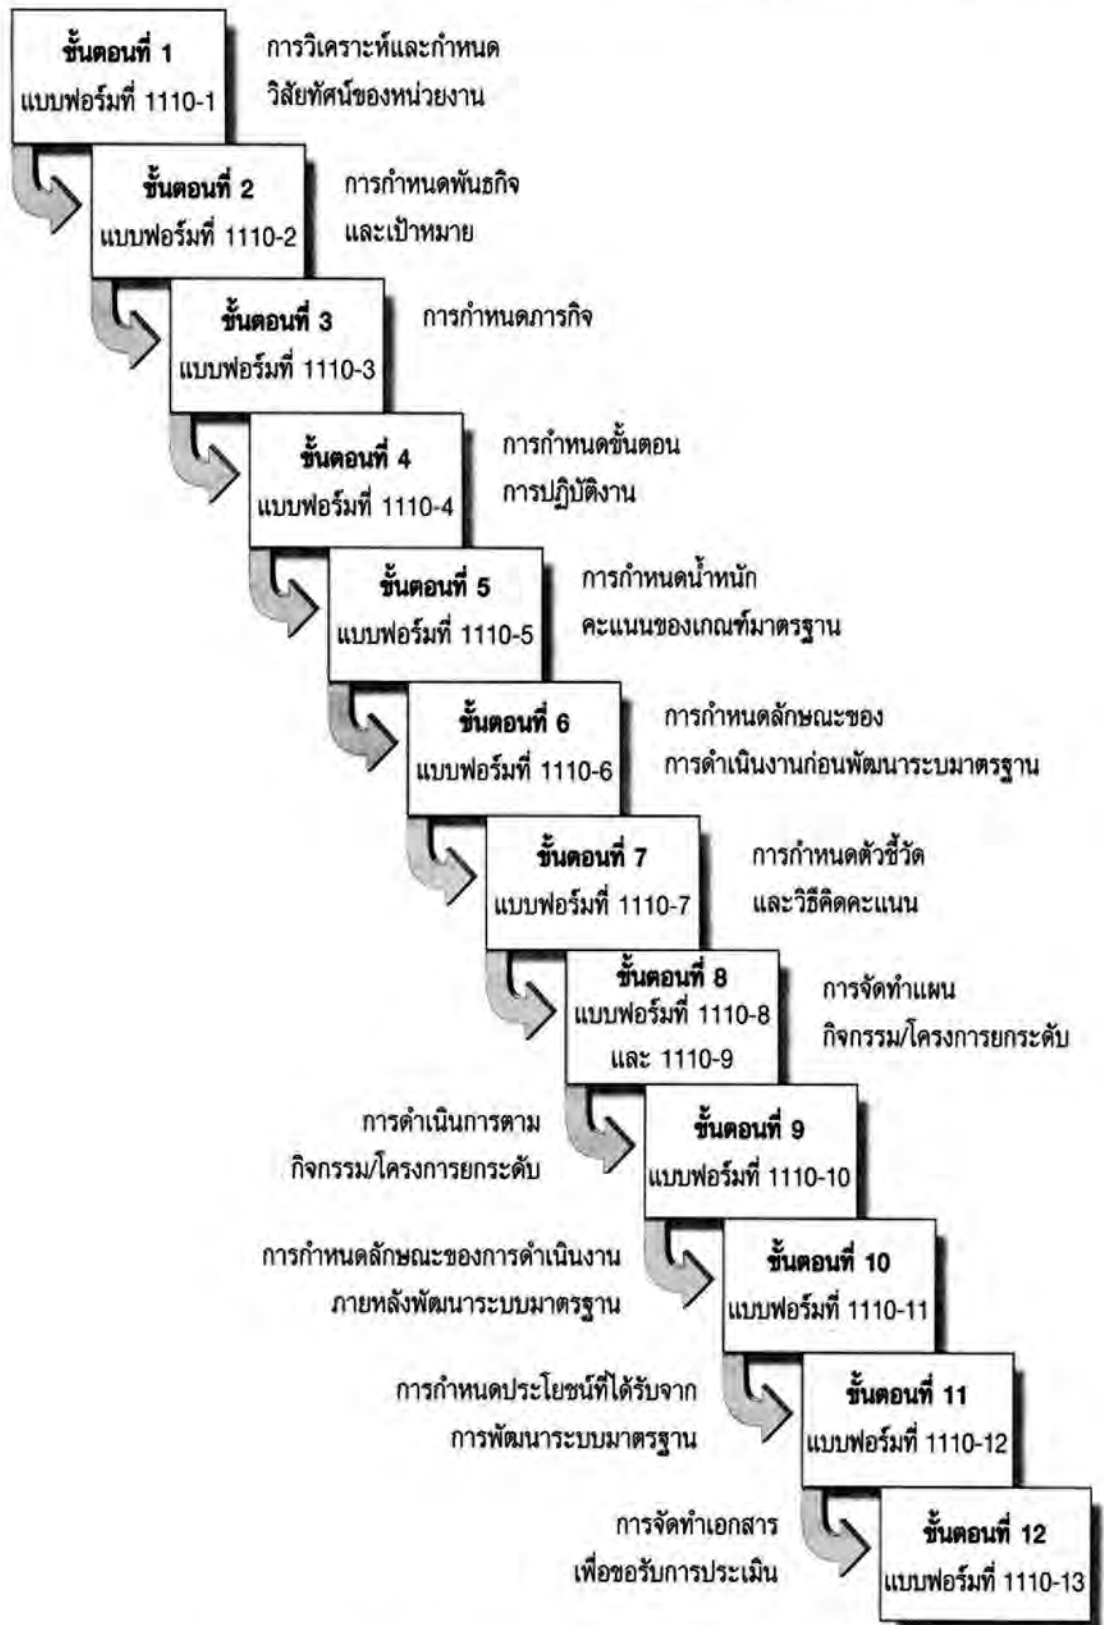 ขั้นตอนที่ 1
แบบฟอร์มที่ 1110-1
การวิเคราะห์และกำหนด
วิสัยทัศน์ของหน่วยงาน
ขั้นตอนที่ 2
แบบฟอร์มที่ 1110-2
การกำหนดพันธกิจ
และเป้าหมาย
ขั้นตอนที่ 3
แบบฟอร์มที่ 1110-3
การกำหนดภารกิจ
ขั้นตอนที่ 4
แบบฟอร์มที่ 1110-4
การกำหนดขั้นตอน
การปฏิบัติงาน
ขั้นตอนที่ 5
แบบฟอร์มที่ 1110-5
การกำหนดน้ำหนัก
คะแนนของเกณฑ์มาตรฐาน
ขั้นตอนที่ 6
แบบฟอร์มที่ 1110-6
การกำหนดลักษณะของ
การดำเนินงานก่อนพัฒนาระบบมาตรฐาน
ขั้นตอนที่ 7
แบบฟอร์มที่ 1110-7
การกำหนดตัวชี้วัด
และวิธีคิดคะแนน
ขั้นตอนที่ 8
แบบฟอร์มที่ 1110-8
และ 1110-9
การจัดทำแผน
กิจกรรม/โครงการยกระดับ
การดำเนินการตาม
กิจกรรม/โครงการยกระดับ
ขั้นตอนที่ 9
แบบฟอร์มที่ 1110-10
การกำหนดลักษณะของการดำเนินงาน
ภายหลังพัฒนาระบบมาตรฐาน
ขั้นตอนที่ 10
แบบฟอร์มที่ 1110-11
การกำหนดประโยชน์ที่ได้รับจาก
การพัฒนาระบบมาตรฐาน
ขั้นตอนที่ 11
แบบฟอร์มที่ 1110-12
การจัดทำเอกสาร
เพื่อขอรับการประเมิน
ขั้นตอนที่ 12
แบบฟอร์มที่ 1110-13